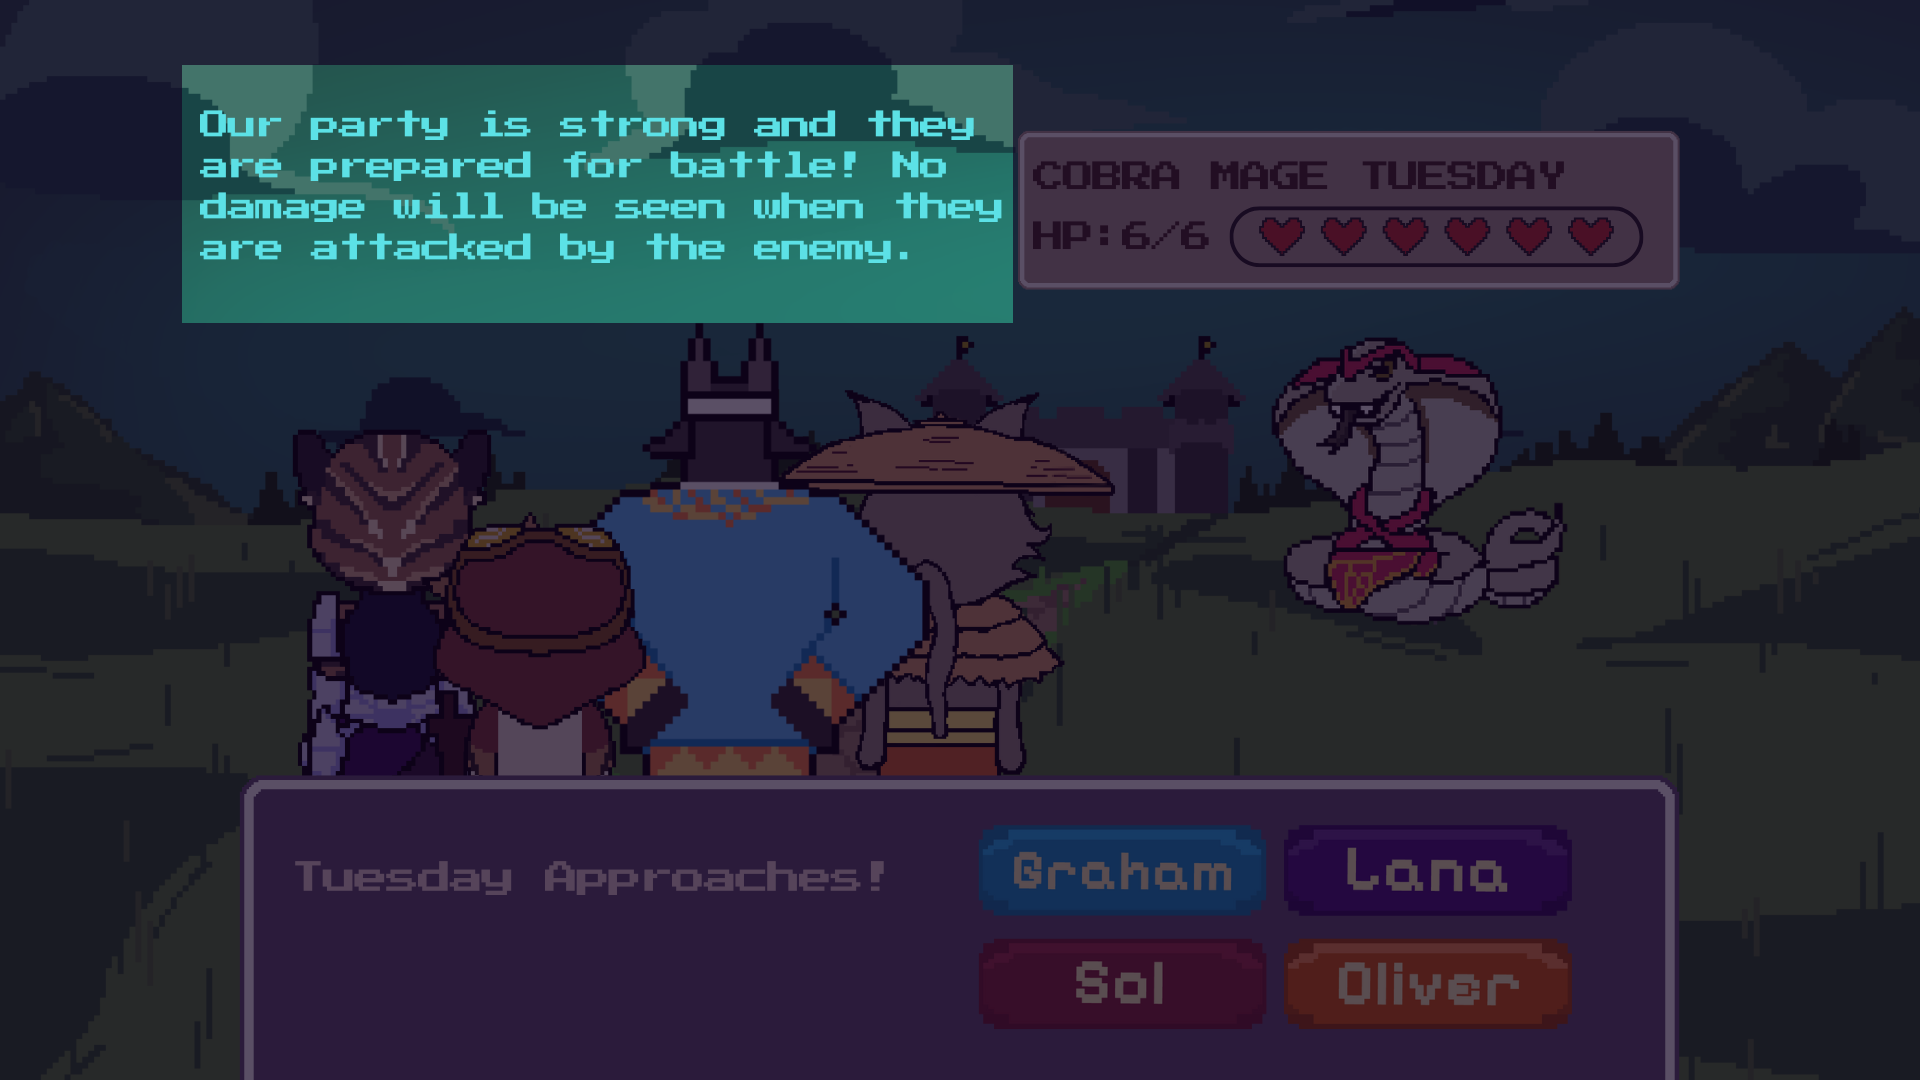 Our party is strong and they
are prepared for battle! No
damage will be seen when they
are attacked by the enemy.
COBRA MAGE TUESDAY
HP:6/6
Tuesday Approaches!
Graham
Lana
Sol
Oliver